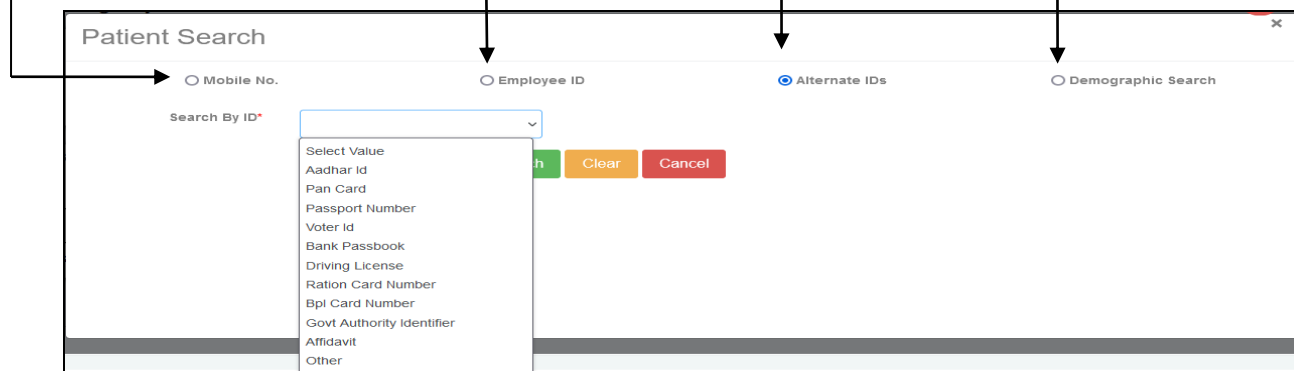 Patient Search
×
Mobile No. Employee ID Alternate IDs Demographic Search
Search By ID*
Select Value
Aadhar Id
Clear Cancel
Pan Card
Passport Number
Voter Id
Bank Passbook
Driving License
Ration Card Number
Bpl Card Number
Govt Authority Identifier
Affidavit
Other